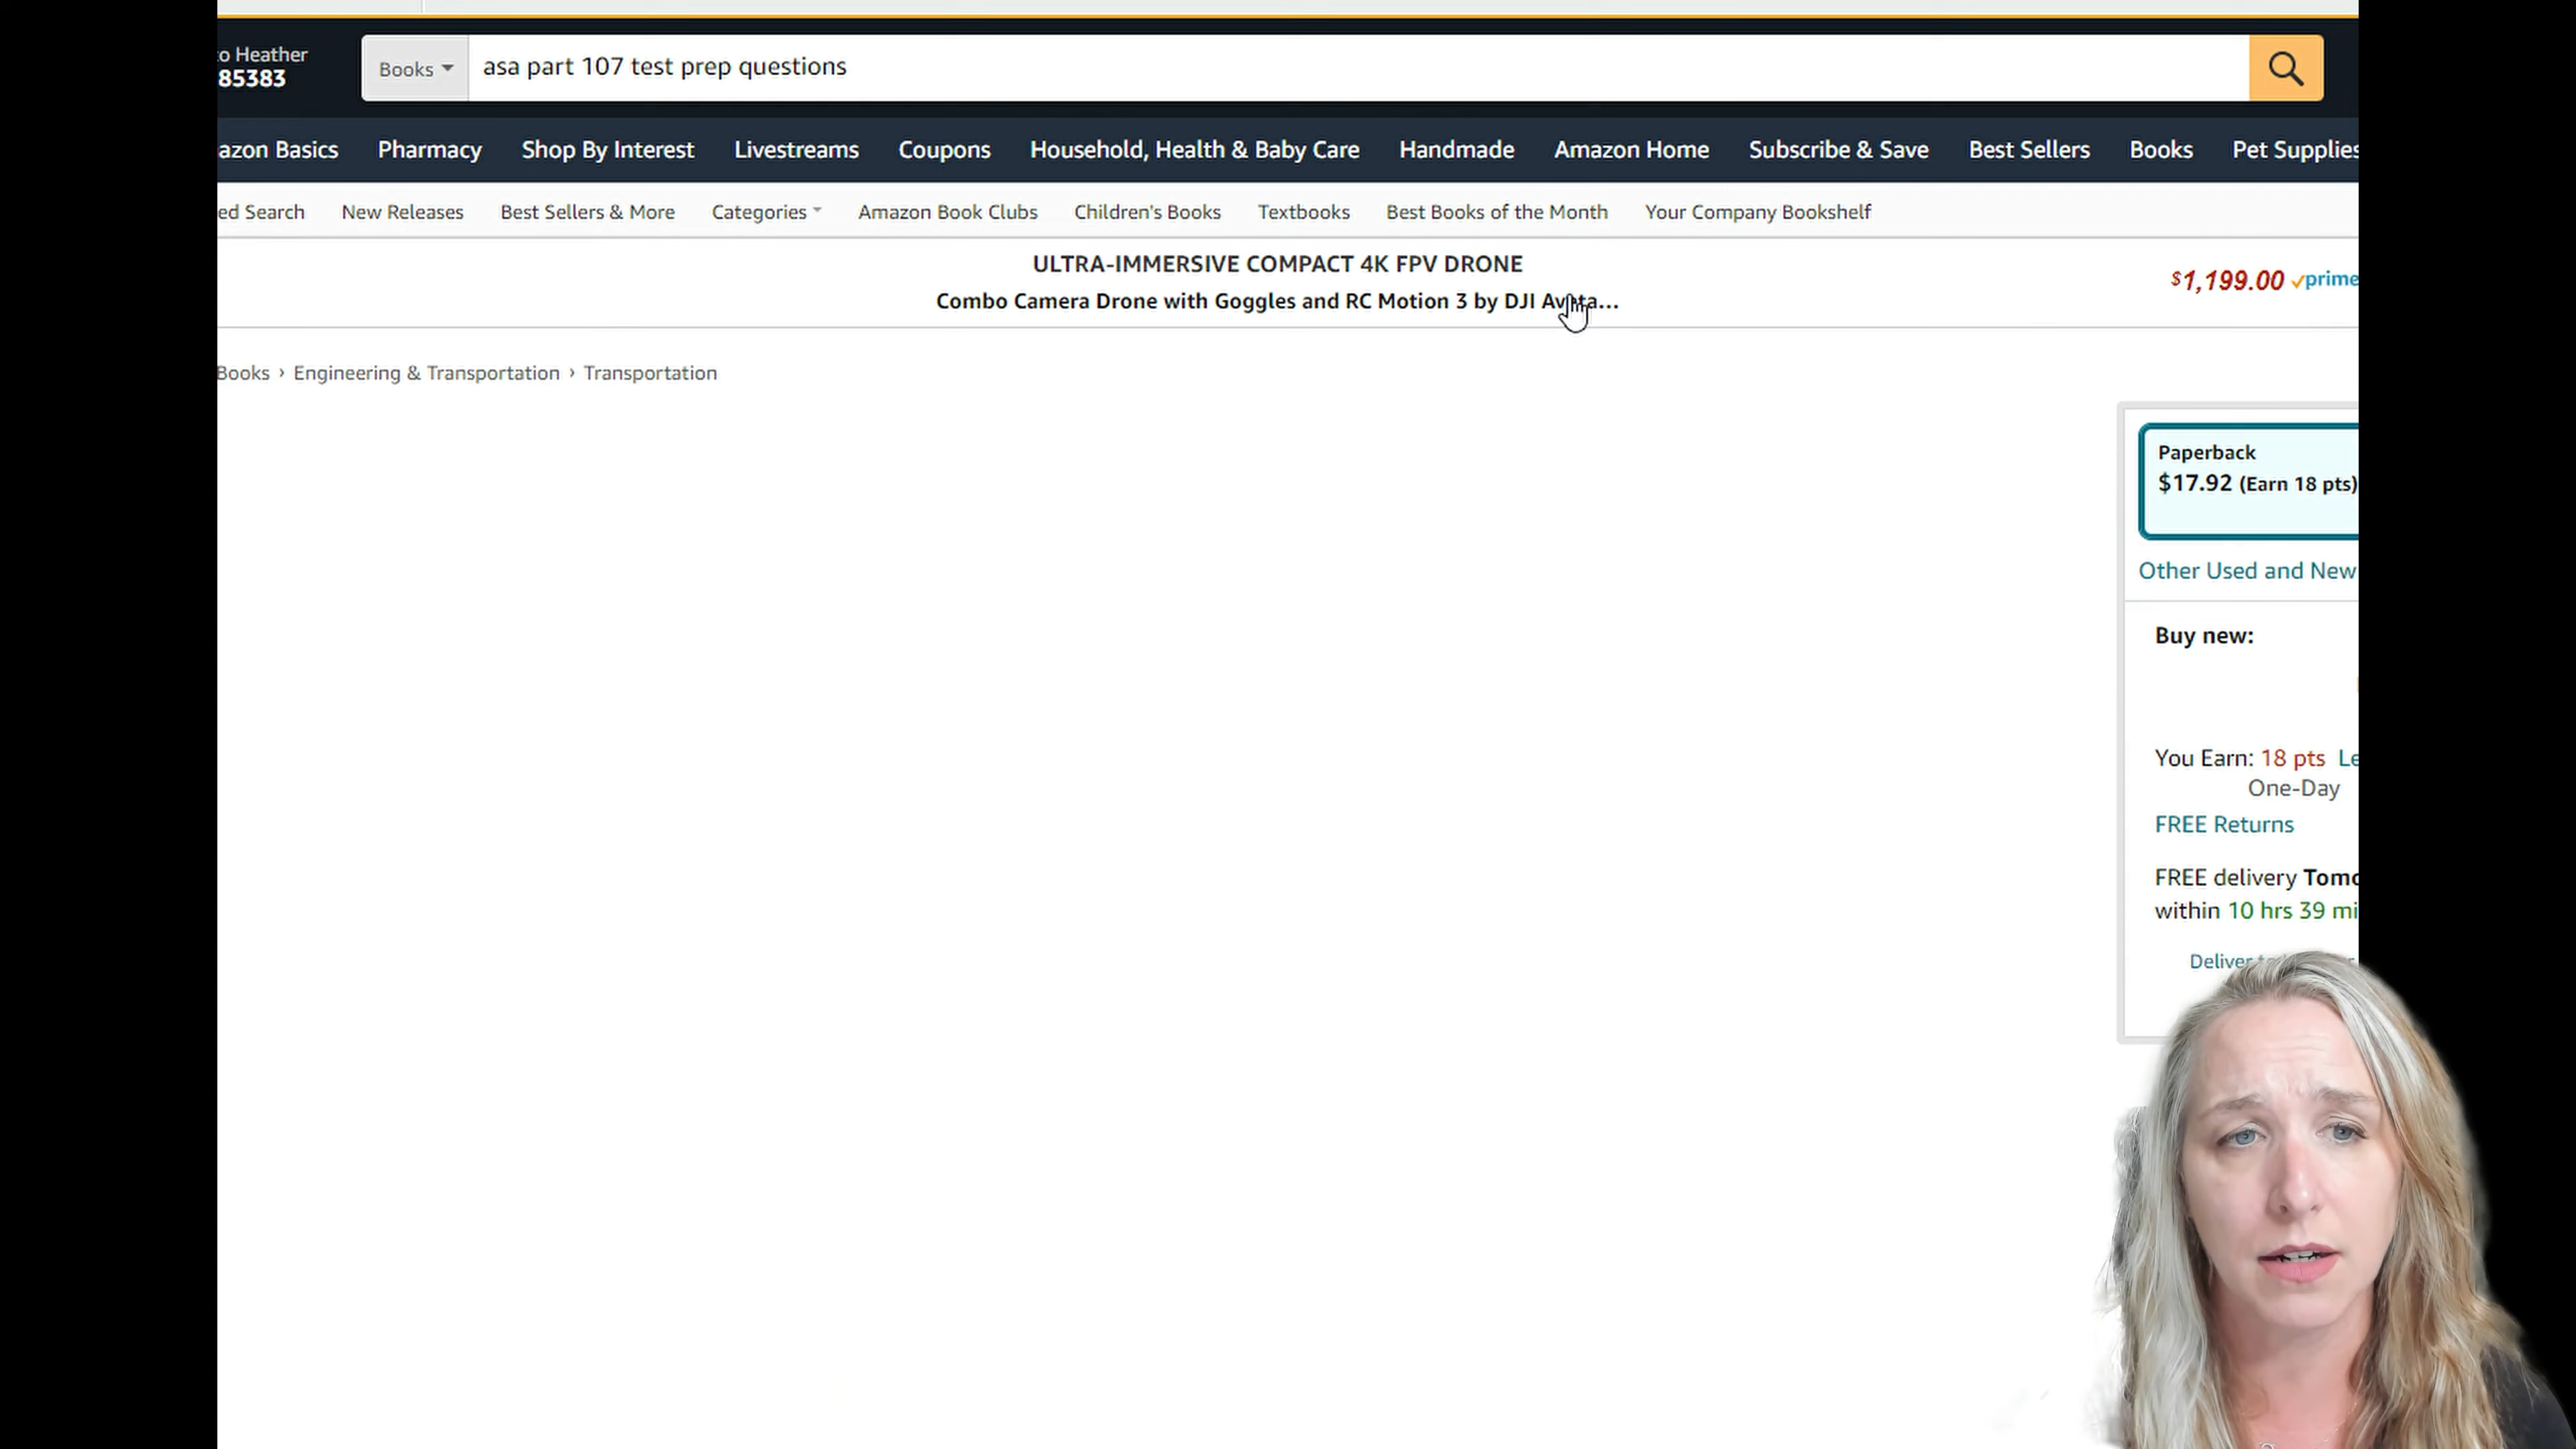 to Heather
85383
Books
asa part 107 test prep questions
azon Basics Pharmacy Shop By Interest Livestreams Coupons Household, Health & Baby Care Handmade Amazon Home Subscribe & Save Best Sellers Books Pet Supplies
ed Search New Releases Best Sellers & More Categories Amazon Book Clubs Children's Books Textbooks Best Books of the Month Your Company Bookshelf
ULTRA-IMMERSIVE COMPACT 4K FPV DRONE
Combo Camera Drone with Goggles and RC Motion 3 by DJI
$1,199.00 prime
Books › Engineering & Transportation › Transportation
Paperback
$17.92 (Earn 18 pts)
Other Used and New
Buy new:
You Earn: 18 pts Le
One-Day
FREE Returns
FREE delivery Tomo
within 10 hrs 39 mi
Deliver